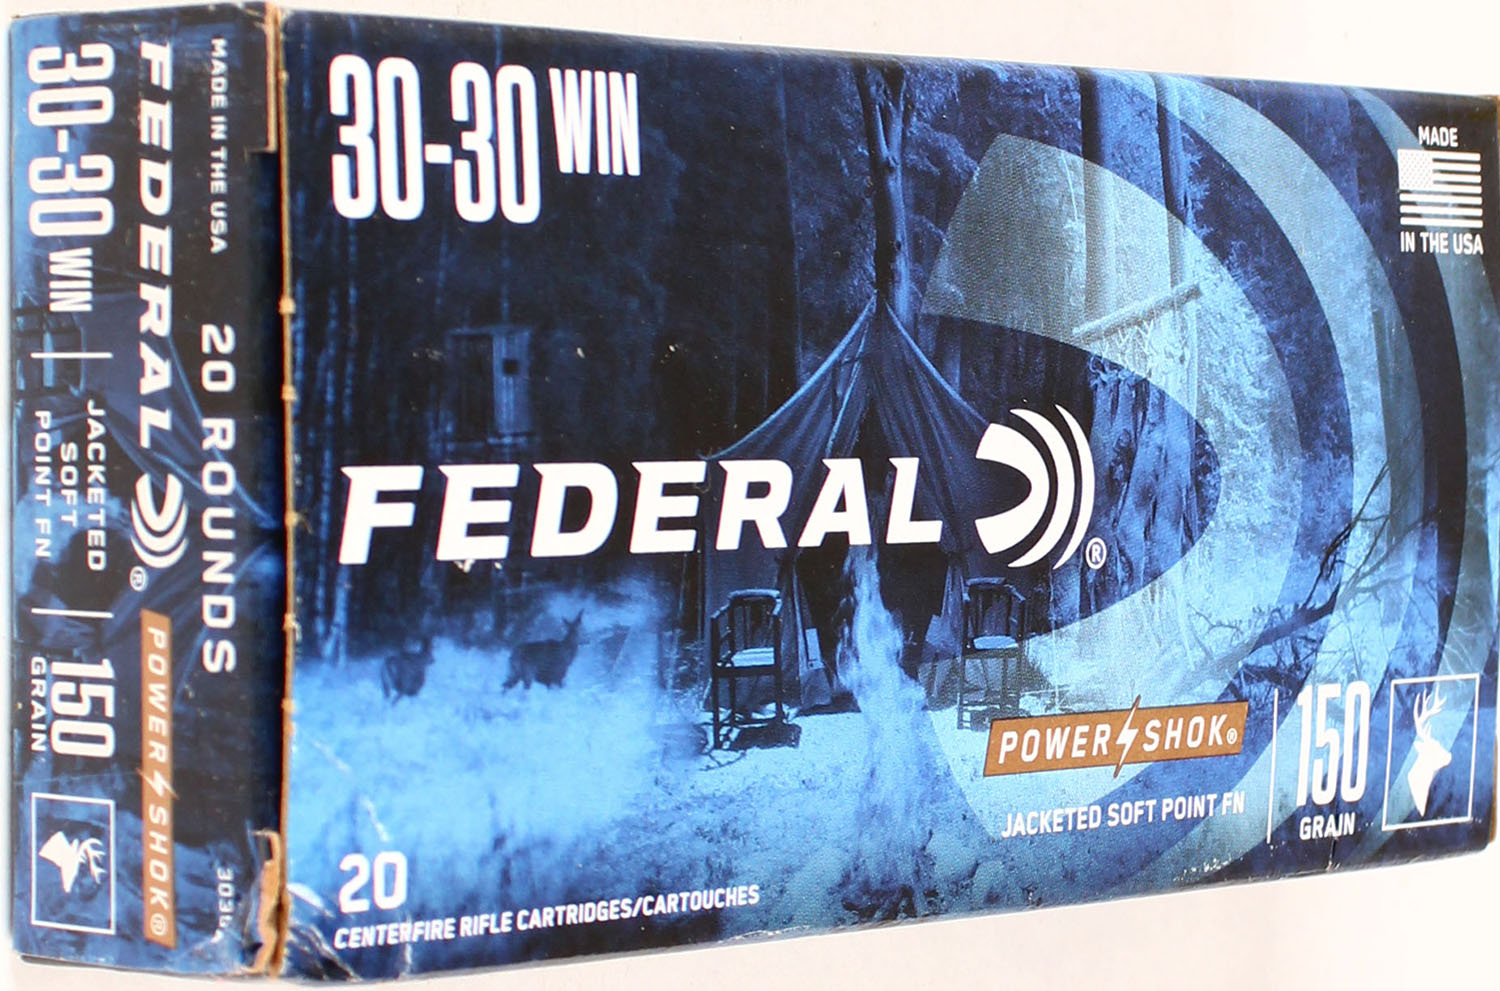 30-30 WIN
MADE
IN THE USA
FEDERAL®
POWER SHOK®
JACKETED SOFT POINT FN
150
GRAIN
20
CENTERFIRE RIFLE CARTRIDGES/CARTOUCHES
MADE IN THE USA
20 ROUNDS
FEDERAL®
POWER SHOK®
30-30 WIN
JACKETED
SOFT
POINT FN
150
GRAIN